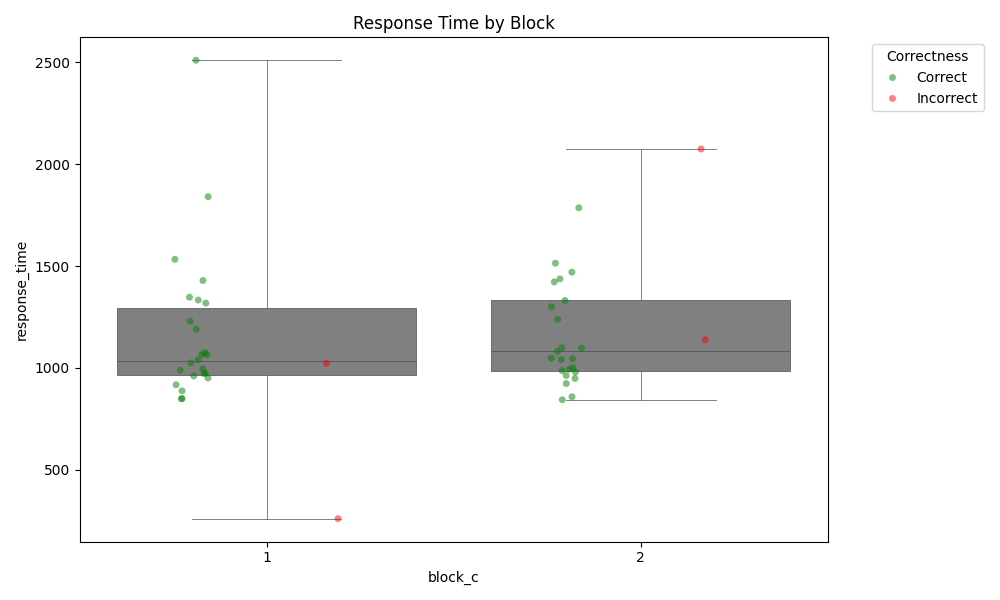 Response Time by Block
Correctness
Correct
Incorrect
2500
2000
1500
1000
500
response_time
1
2
block_c